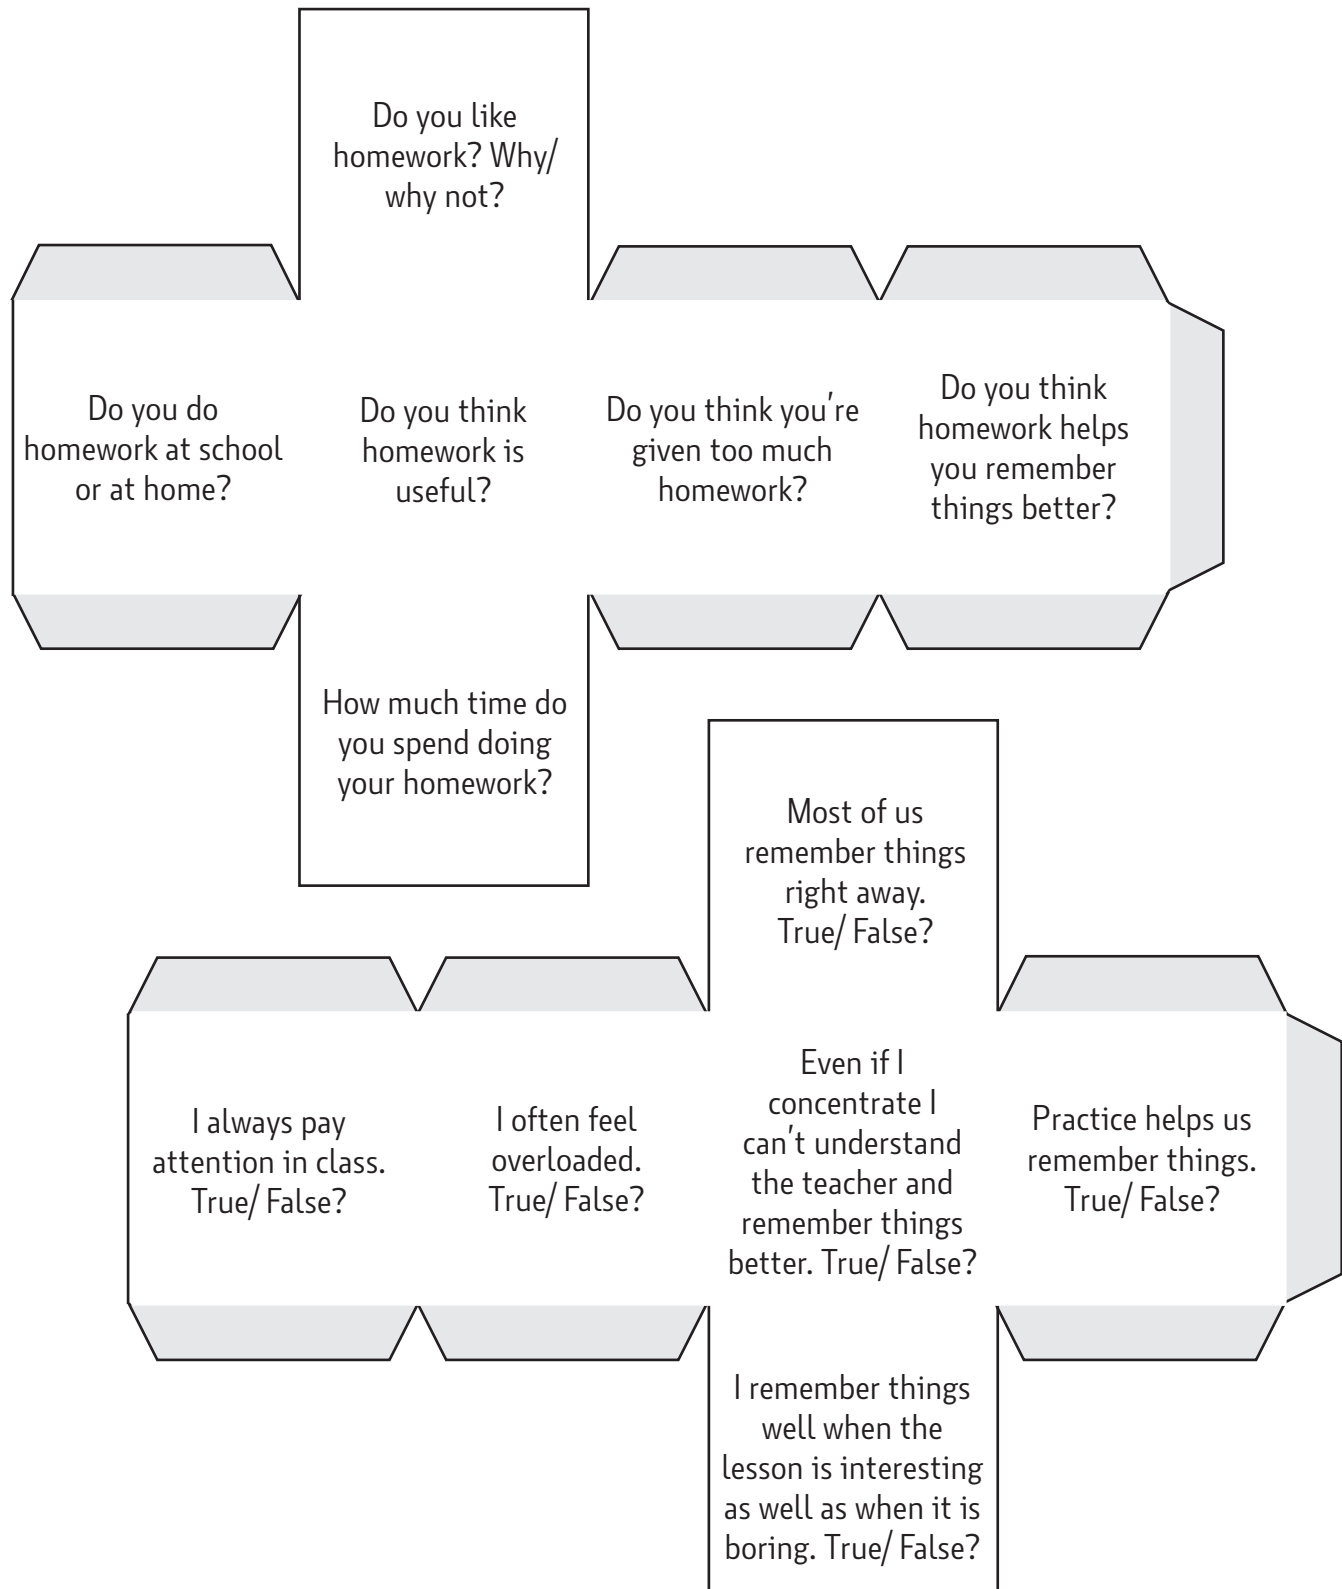 Do you like
homework? Why/
why not?
Do you do
homework at school
or at home?
Do you think
homework is
useful?
Do you think you're
given too much
homework?
Do you think
homework helps
you remember
things better?
How much time do
you spend doing
your homework?
Most of us
remember things
right away.
True/ False?
I always pay
attention in class.
True/ False?
I often feel
overloaded.
True/ False?
Even if I
concentrate I
can't understand
the teacher and
remember things
better. True/ False?
Practice helps us
remember things.
True/ False?
I remember things
well when the
lesson is interesting
as well as when it is
boring. True/ False?